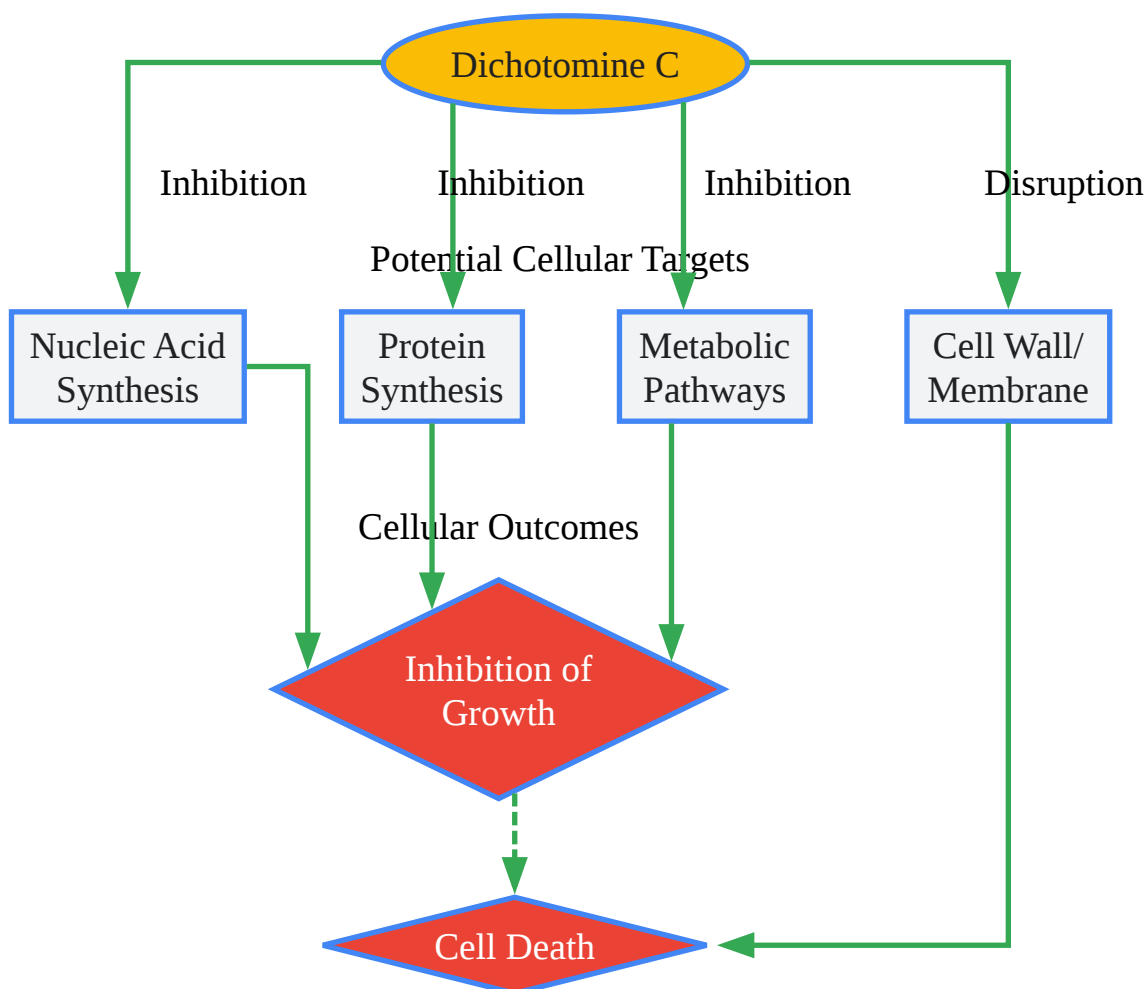 Dichotomine C
Inhibition
Inhibition
Inhibition
Disruption
Potential Cellular Targets
Nucleic Acid
Synthesis
Protein
Synthesis
Metabolic
Pathways
Cell Wall/
Membrane
Cellular Outcomes
Inhibition of
Growth
Cell Death